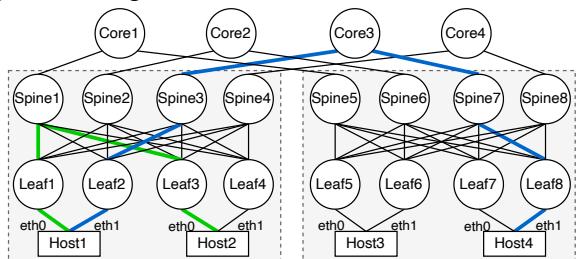 Core1 Core2 Core3 Core4
Spine1 Spine2 Spine3 Spine4 Spine5 Spine6 Spine7 Spine8
Leaf1 Leaf2 Leaf3 Leaf4 Leaf5 Leaf6 Leaf7 Leaf8
eth0 eth1 eth0 eth1 eth0 eth1 eth0 eth1
Host1 Host2 Host3 Host4